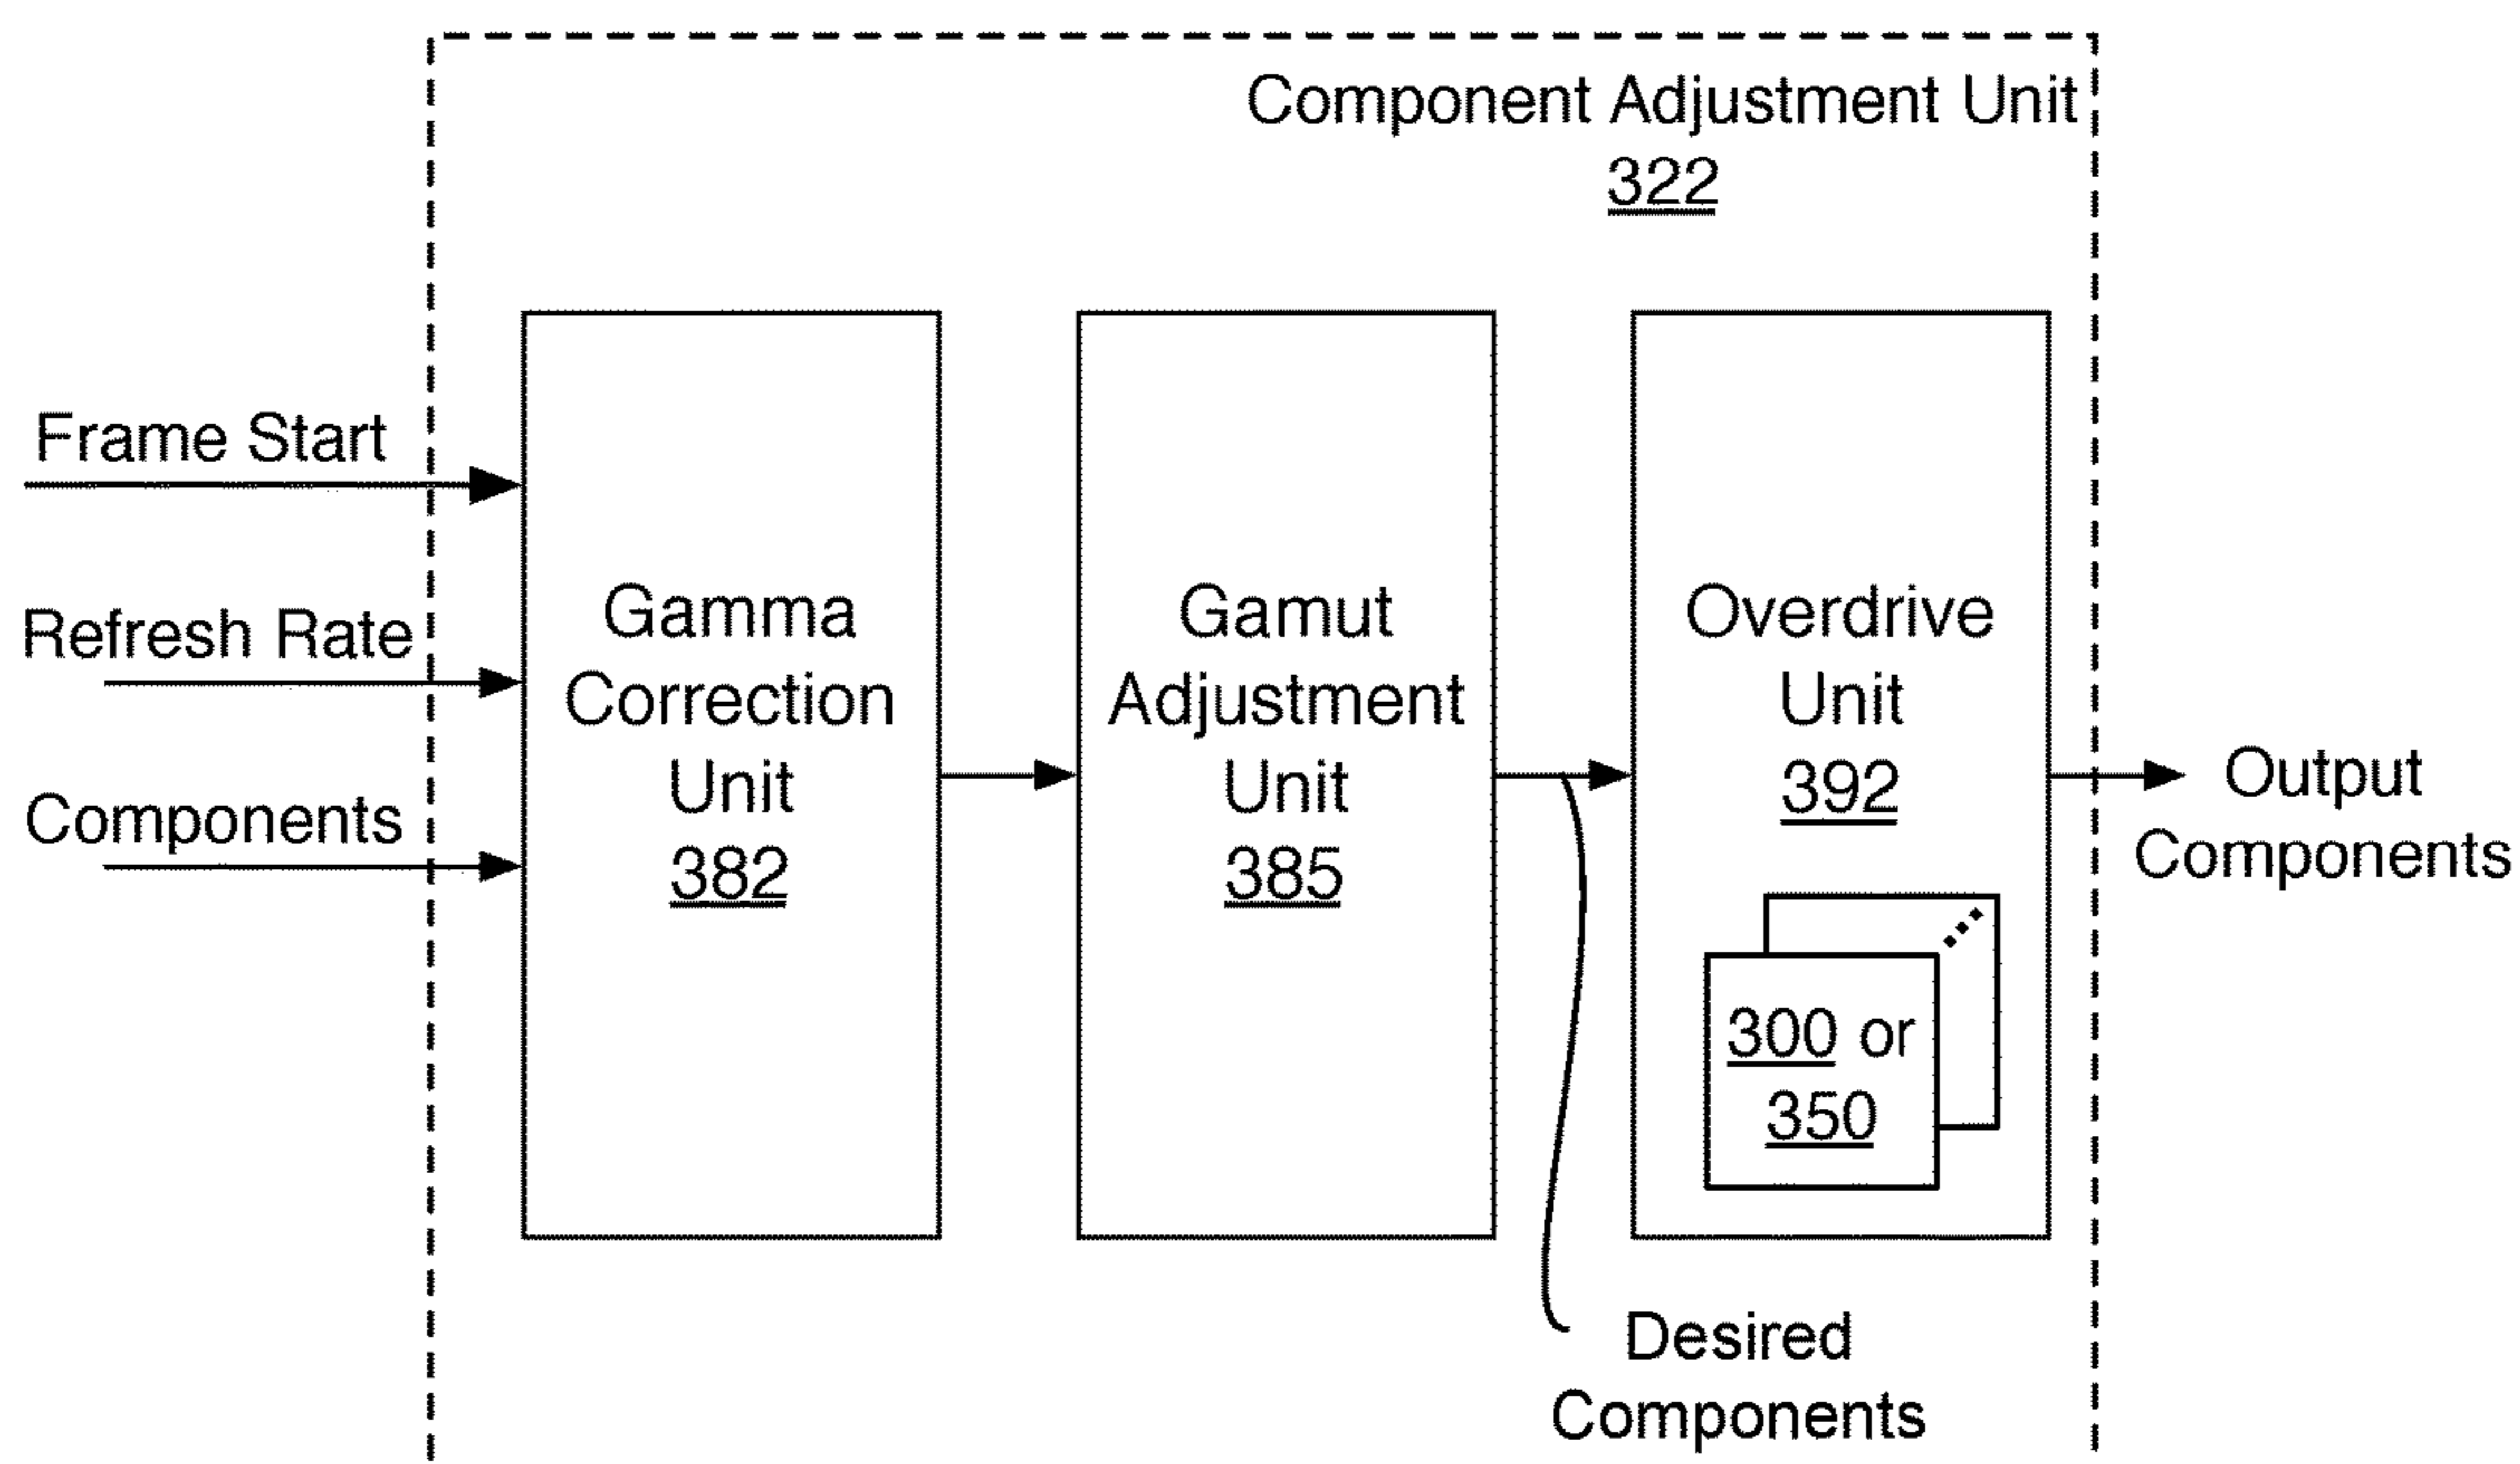 Component Adjustment Unit
322
Frame Start
Refresh Rate
Components
Gamma
Correction
Unit
382
Gamut
Adjustment
Unit
385
Overdrive
Unit
392
300 or
350
Output
Components
Desired
Components